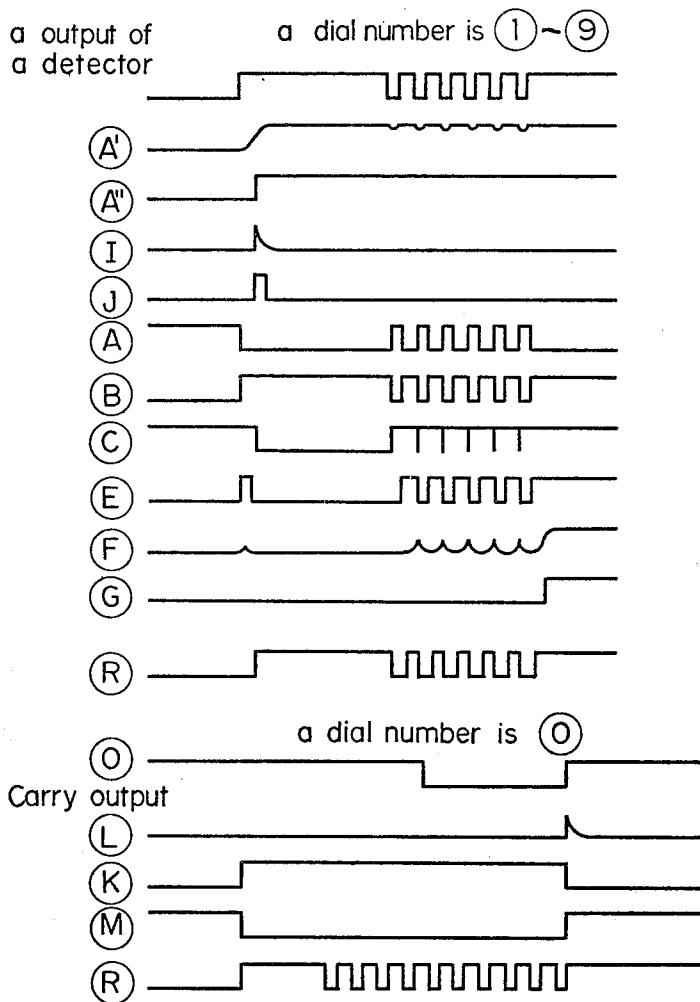 a output of a dial number is 1~9
a detector
A'
A"
I
J
A
B
C
E
F
G
R
a dial number is 0
O
Carry output
L
K
M
R